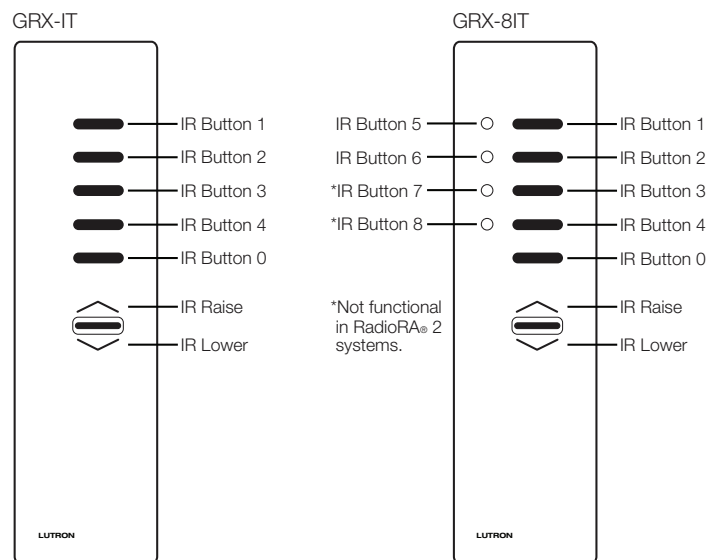 GRX-IT
IR Button 1
IR Button 2
IR Button 3
IR Button 4
IR Button 0
IR Raise
IR Lower
LUTRON
GRX-8IT
IR Button 5
IR Button 6
*IR Button 7
*IR Button 8
*Not functional
in RadioRA® 2
systems.
IR Button 1
IR Button 2
IR Button 3
IR Button 4
IR Button 0
IR Raise
IR Lower
LUTRON